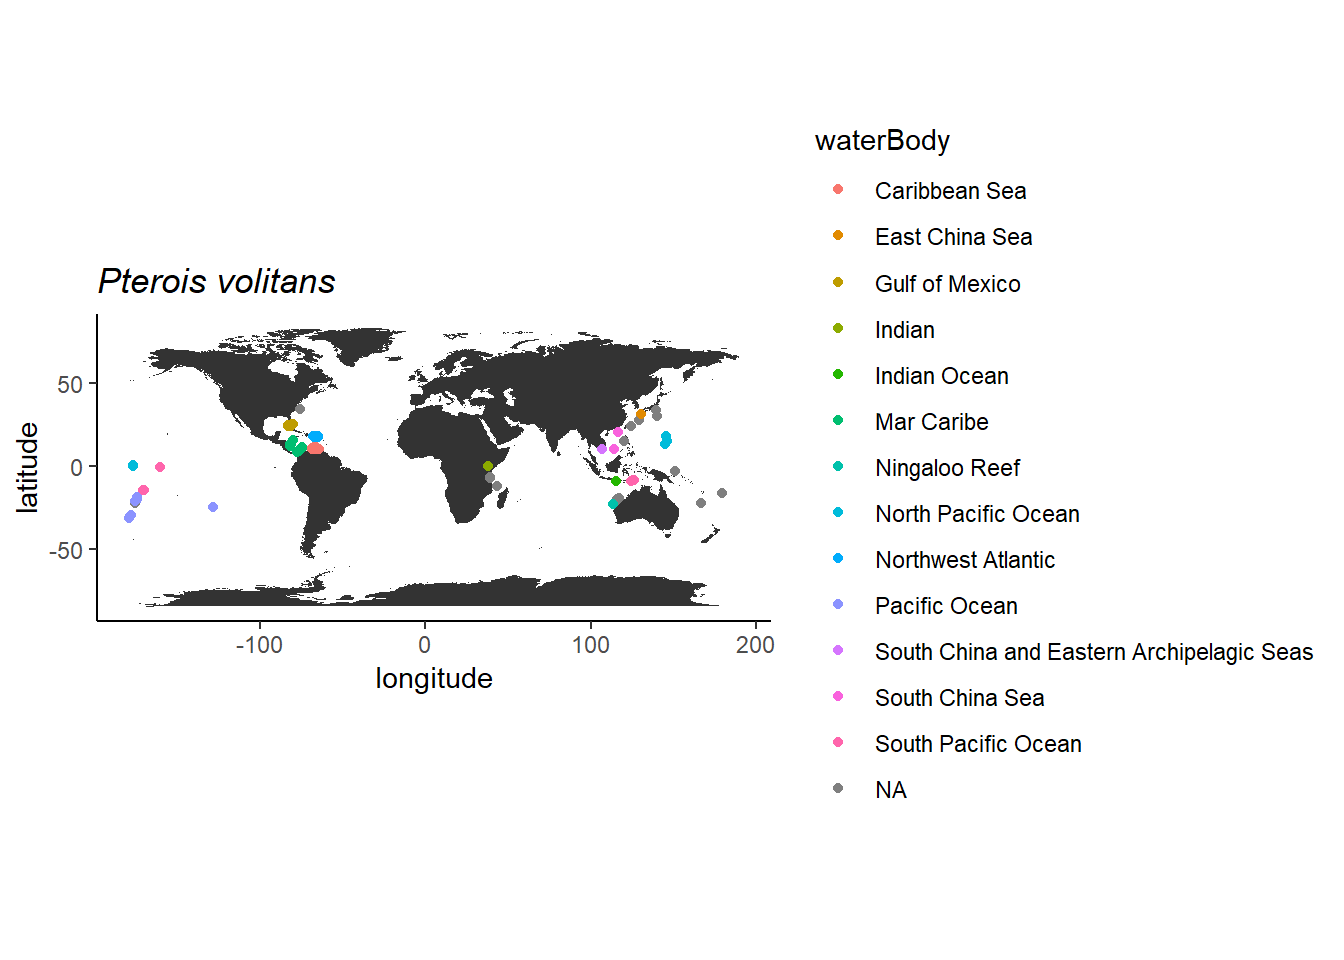 Pterois volitans
latitude
50
0
-50
-100
0
100
200
longitude
waterBody
Caribbean Sea
East China Sea
Gulf of Mexico
Indian
Indian Ocean
Mar Caribe
Ningaloo Reef
North Pacific Ocean
Northwest Atlantic
Pacific Ocean
South China and Eastern Archipelagic Seas
South China Sea
South Pacific Ocean
NA